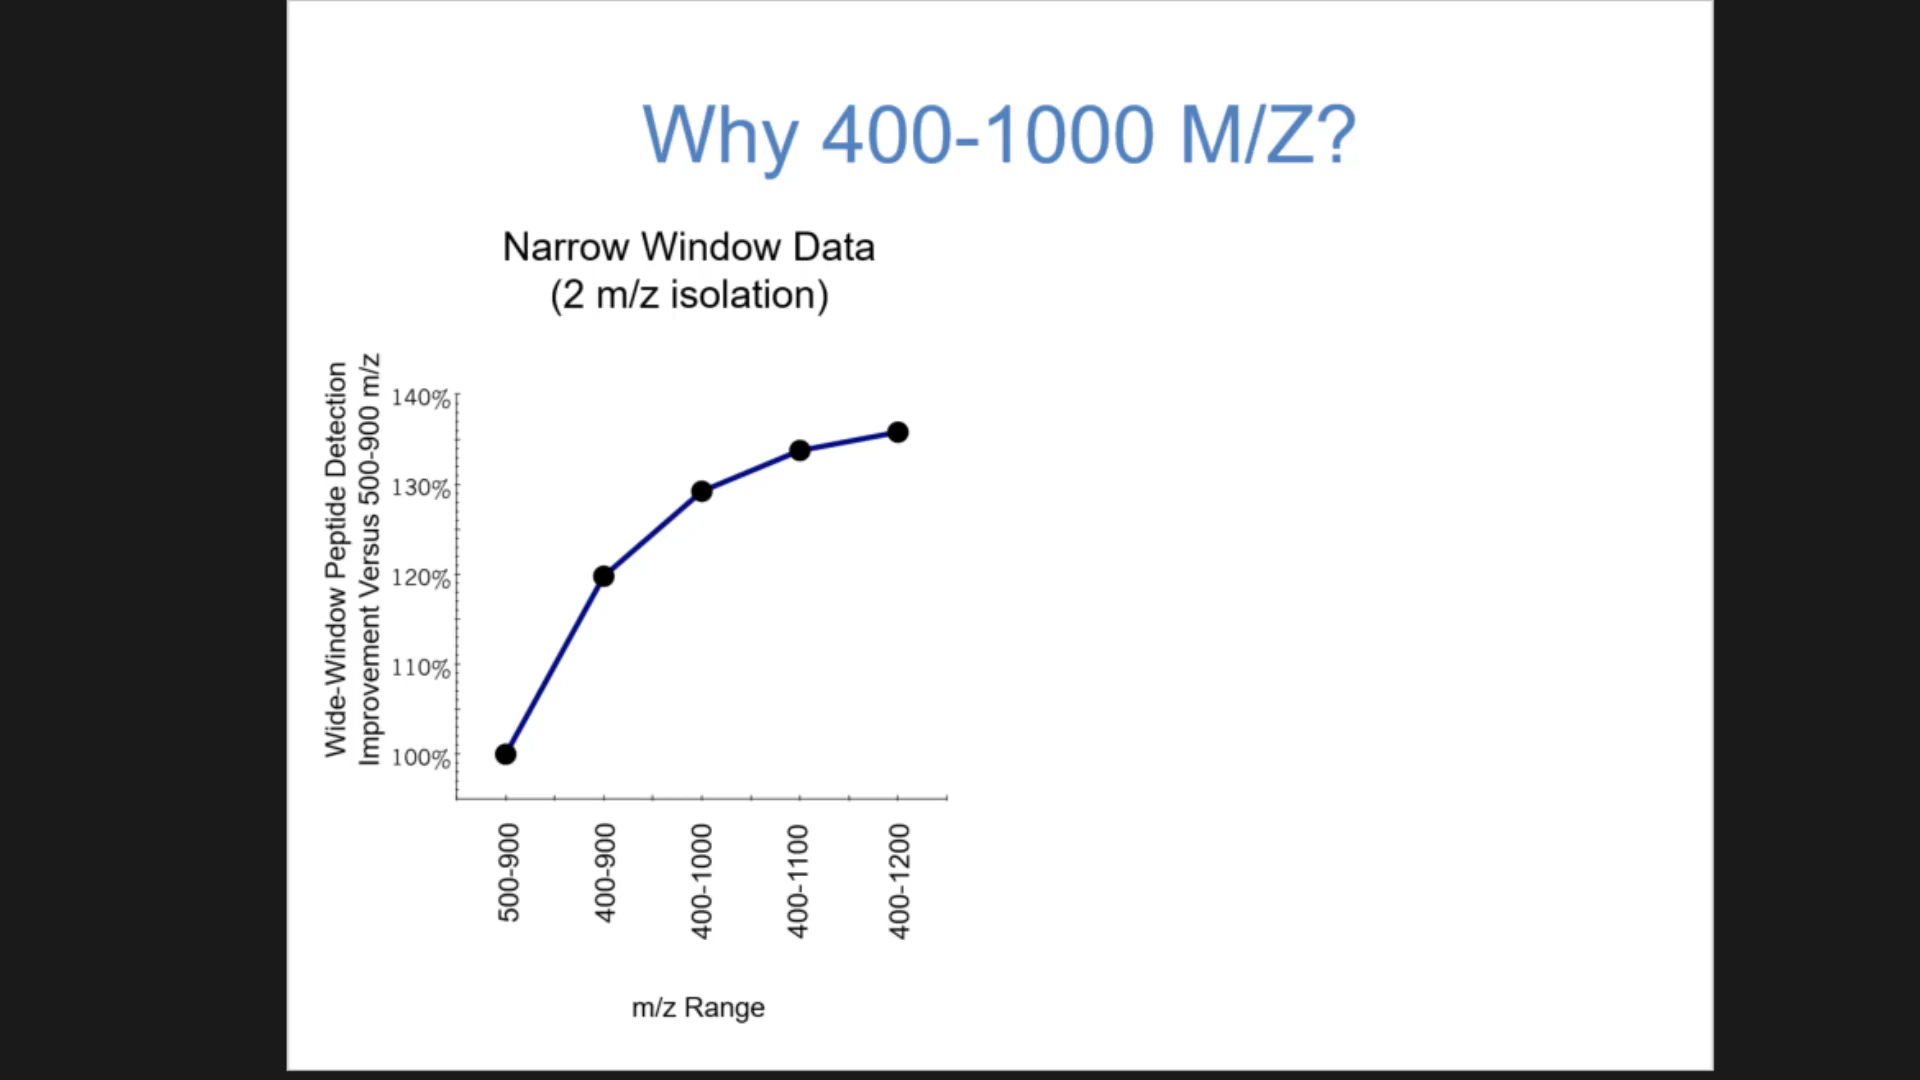 Why 400-1000 M/Z?
Narrow Window Data
(2 m/z isolation)
Wide-Window Peptide Detection
Improvement Versus 500-900 m/z
140%
130%
120%
110%
100%
500-900
400-900
400-1000
400-1100
400-1200
m/z Range